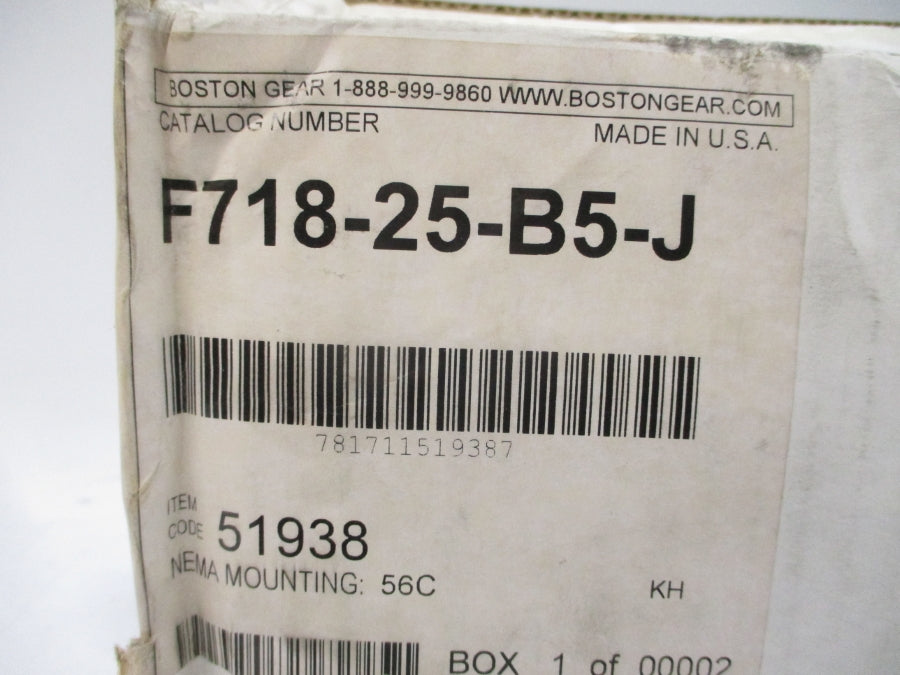 BOSTON GEAR 1-888-999-9860 WWW.BOSTONGEAR.COM
CATALOG NUMBER MADE IN U.S.A.
F718-25-B5-J
781711519387
ITEM
CODE 51938
NEMA MOUNTING: 56C KH
BOX 1 of 00002